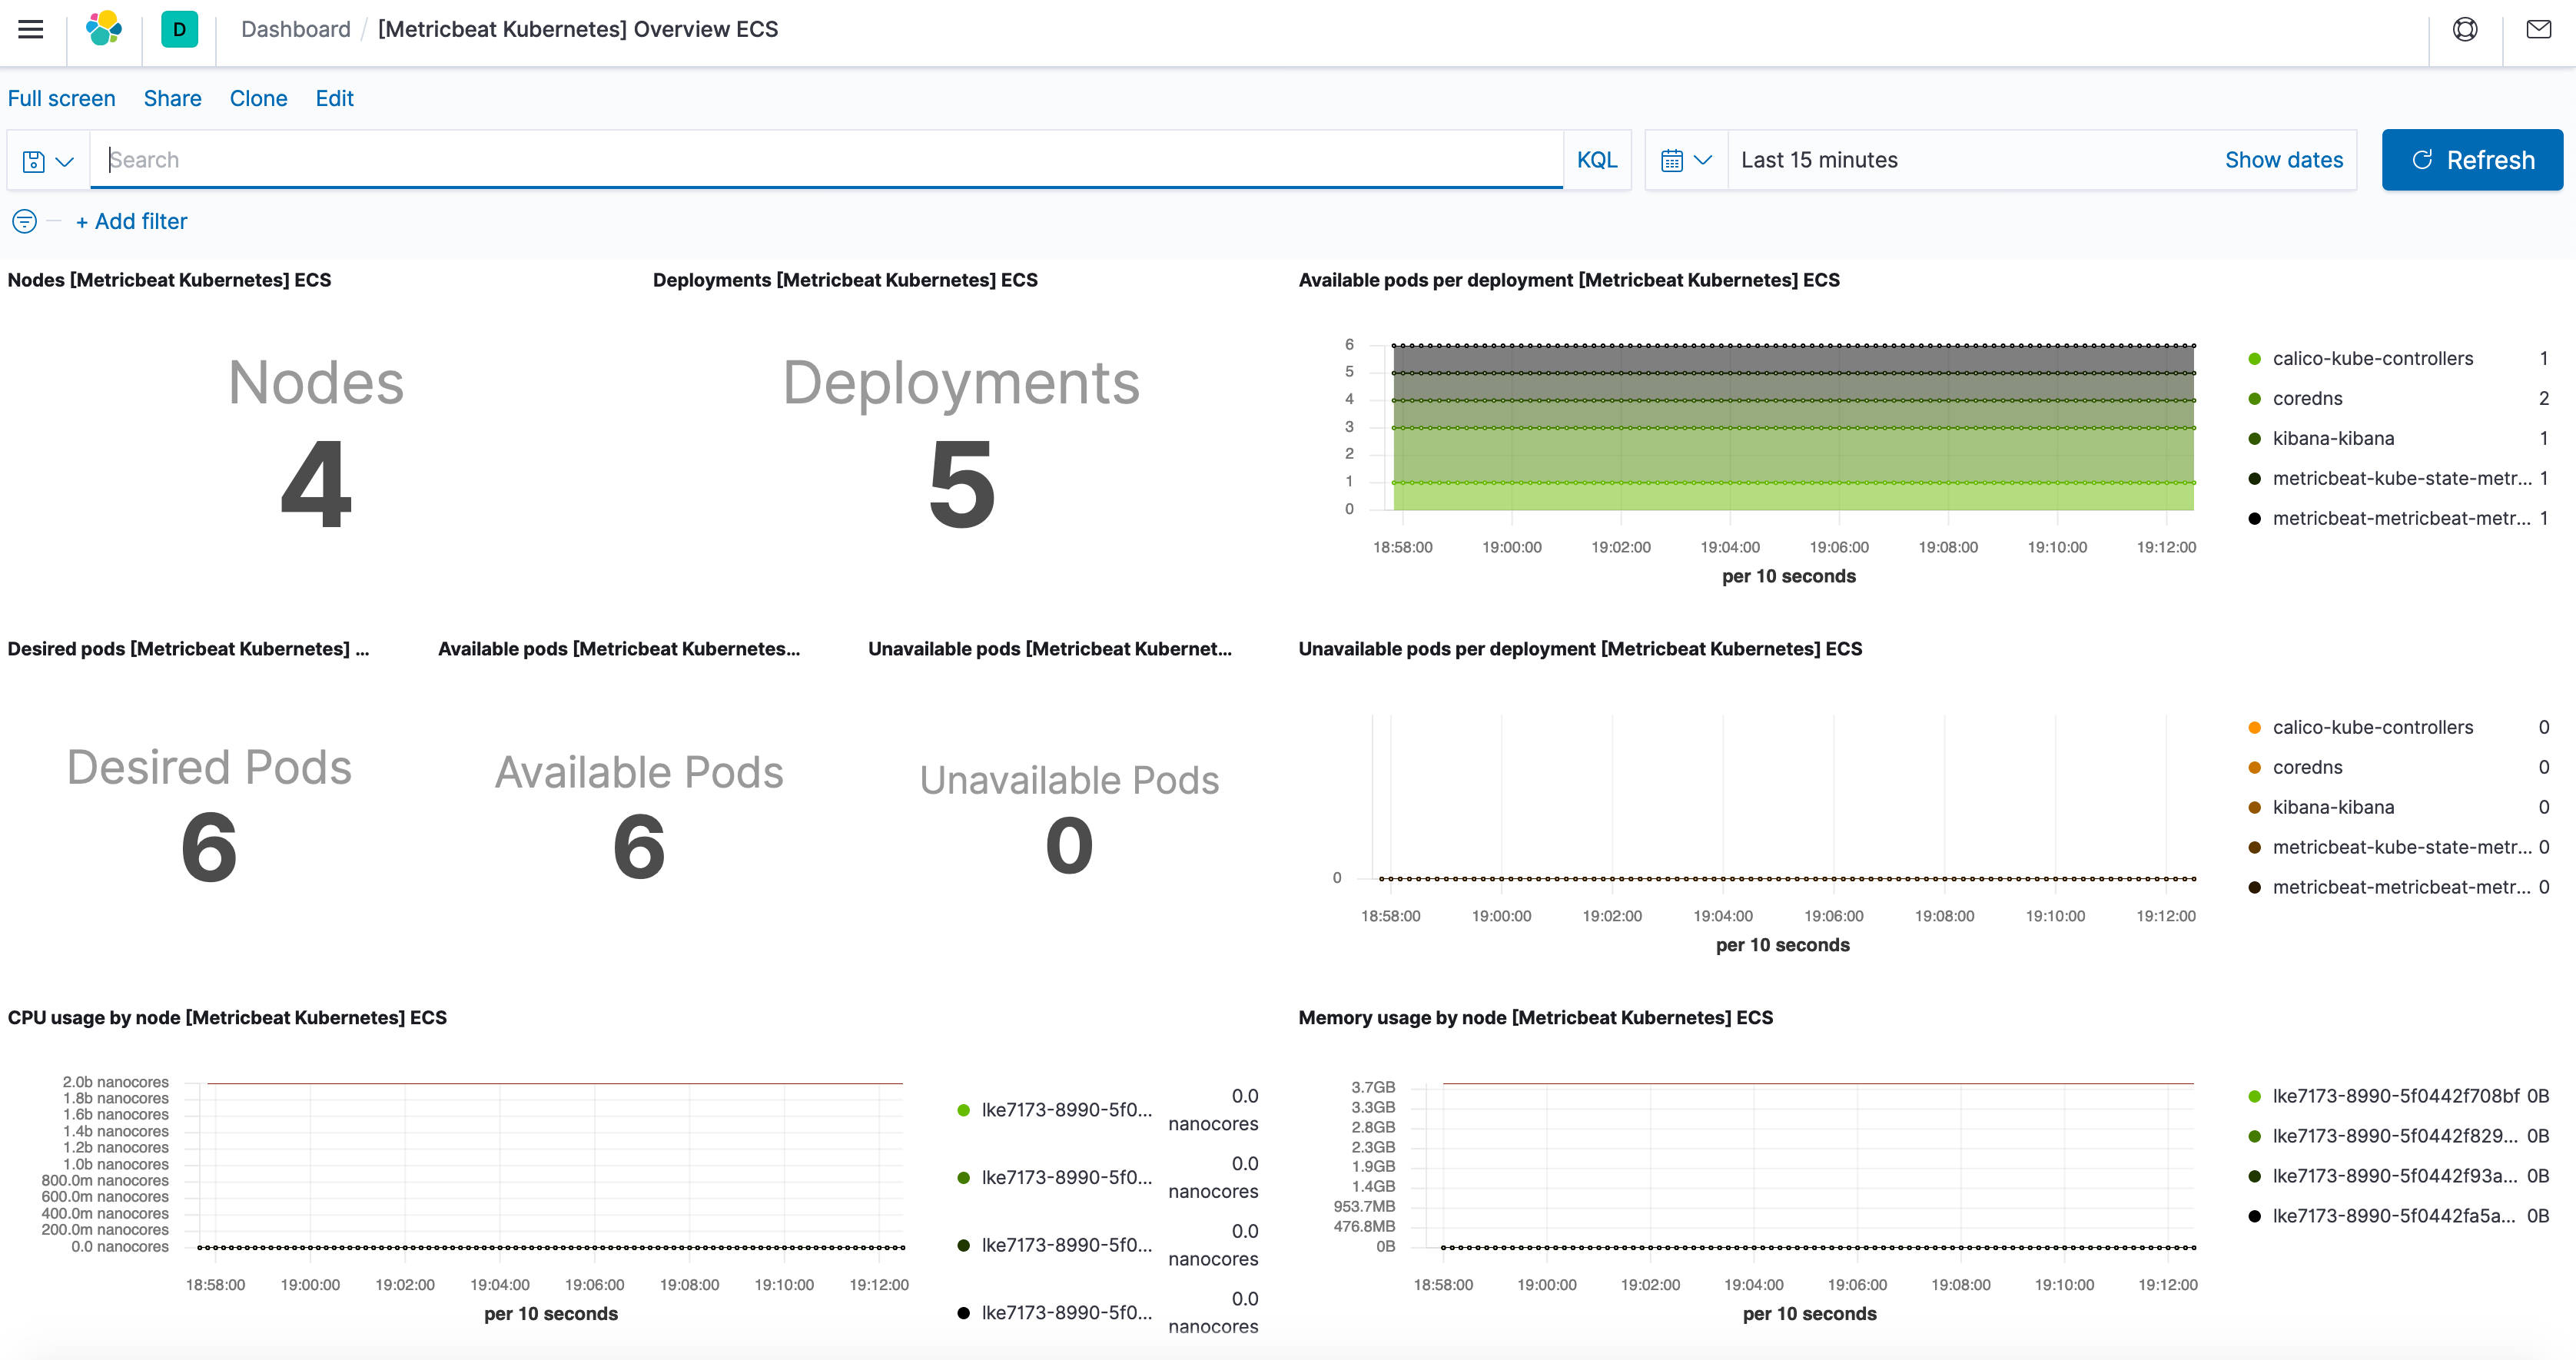 D Dashboard / [Metricbeat Kubernetes] Overview ECS
Full screen Share Clone Edit
Search KQL Last 15 minutes Show dates Refresh
+ Add filter
Nodes [Metricbeat Kubernetes] ECS
Nodes
4
Deployments [Metricbeat Kubernetes] ECS
Deployments
5
Available pods per deployment [Metricbeat Kubernetes] ECS
6
5
4
3
2
1
0
18:58:00 19:00:00 19:02:00 19:04:00 19:06:00 19:08:00 19:10:00 19:12:00
per 10 seconds
calico-kube-controllers 1
coredns 2
kibana-kibana 1
metricbeat-kube-state-metr... 1
metricbeat-metricbeat-metr... 1
Desired pods [Metricbeat Kubernetes] ...
Desired Pods
6
Available pods [Metricbeat Kubernetes...
Available Pods
6
Unavailable pods [Metricbeat Kubernet...
Unavailable Pods
0
Unavailable pods per deployment [Metricbeat Kubernetes] ECS
0
18:58:00 19:00:00 19:02:00 19:04:00 19:06:00 19:08:00 19:10:00 19:12:00
per 10 seconds
calico-kube-controllers 0
coredns 0
kibana-kibana 0
metricbeat-kube-state-metr... 0
metricbeat-metricbeat-metr... 0
CPU usage by node [Metricbeat Kubernetes] ECS
2.0b nanocores
1.8b nanocores
1.6b nanocores
1.4b nanocores
1.2b nanocores
1.0b nanocores
800.0m nanocores
600.0m nanocores
400.0m nanocores
200.0m nanocores
0.0 nanocores
18:58:00 19:00:00 19:02:00 19:04:00 19:06:00 19:08:00 19:10:00 19:12:00
per 10 seconds
lke7173-8990-5f0... 0.0
nanocores
lke7173-8990-5f0... 0.0
nanocores
lke7173-8990-5f0... 0.0
nanocores
lke7173-8990-5f0... 0.0
nanocores
Memory usage by node [Metricbeat Kubernetes] ECS
3.7GB
3.3GB
2.8GB
2.3GB
1.9GB
1.4GB
953.7MB
476.8MB
0B
18:58:00 19:00:00 19:02:00 19:04:00 19:06:00 19:08:00 19:10:00 19:12:00
per 10 seconds
lke7173-8990-5f0442f708bf 0B
lke7173-8990-5f0442f829... 0B
lke7173-8990-5f0442f93a... 0B
lke7173-8990-5f0442fa5a... 0B